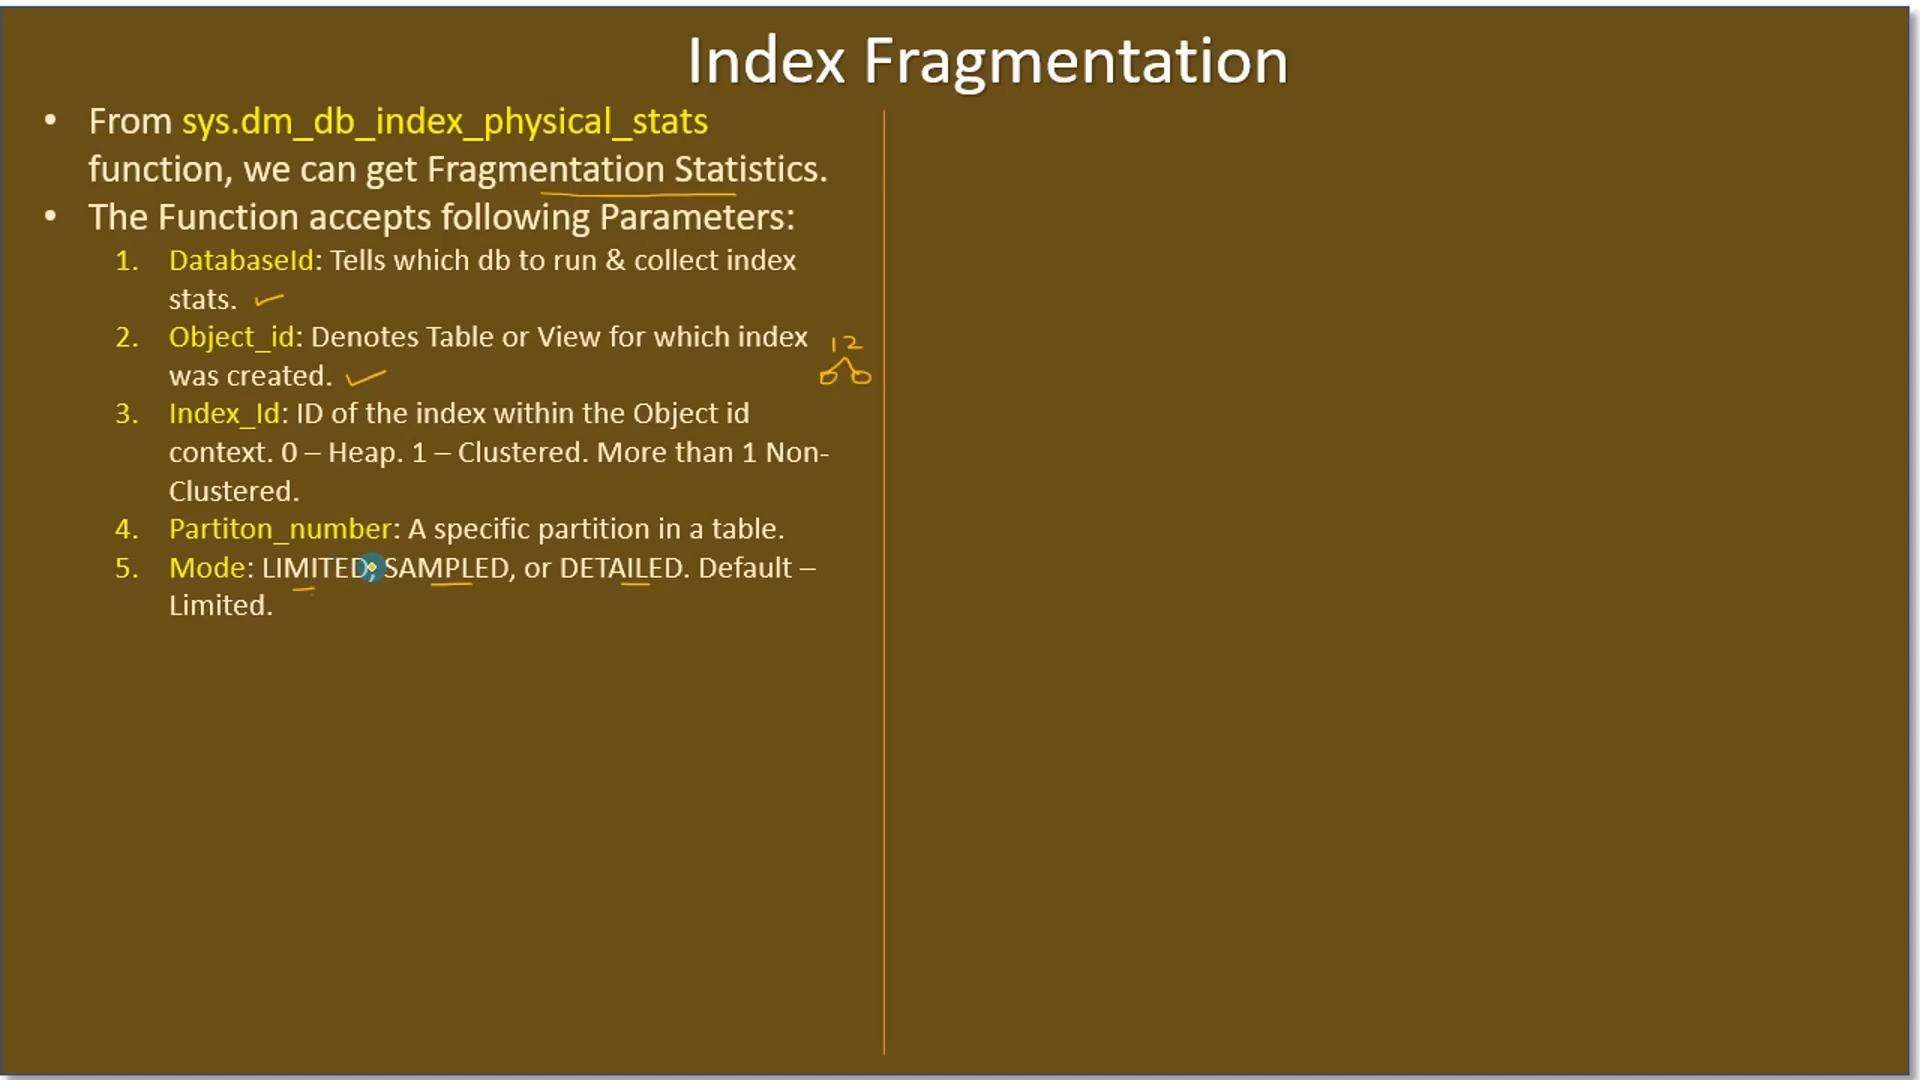 Index Fragmentation
• From sys.dm_db_index_physical_stats
function, we can get Fragmentation Statistics.
• The Function accepts following Parameters:
1. DatabaseId: Tells which db to run & collect index
stats.
2. Object_id: Denotes Table or View for which index
was created.
12
3. Index_Id: ID of the index within the Object id
context. 0 – Heap. 1 – Clustered. More than 1 Non-
Clustered.
4. Partiton_number: A specific partition in a table.
5. Mode: LIMITED, SAMPLED, or DETAILED. Default –
Limited.